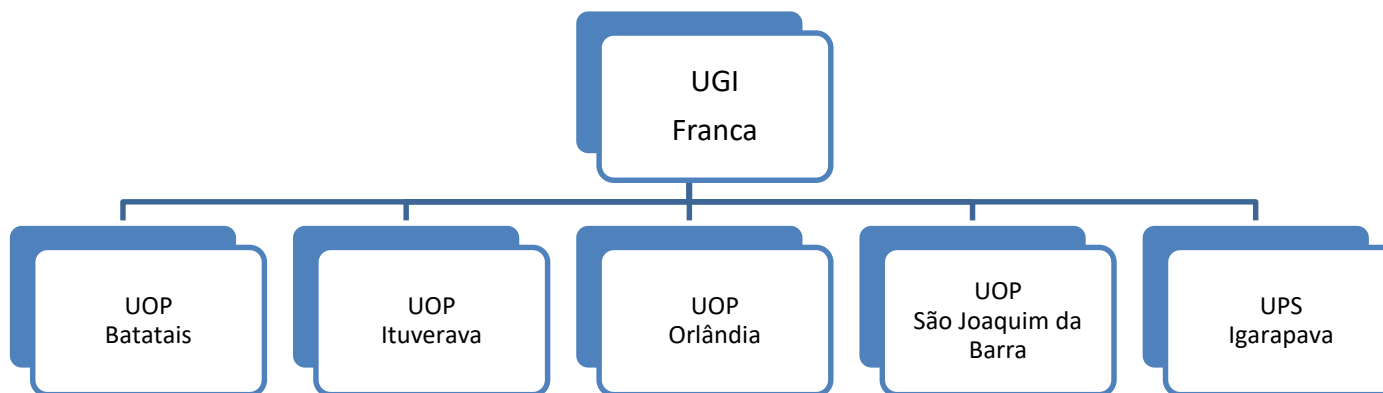 UGI
Franca
UOP
Batatais
UOP
Ituverava
UOP
Orlândia
UOP
São Joaquim da
Barra
UPS
Igarapava